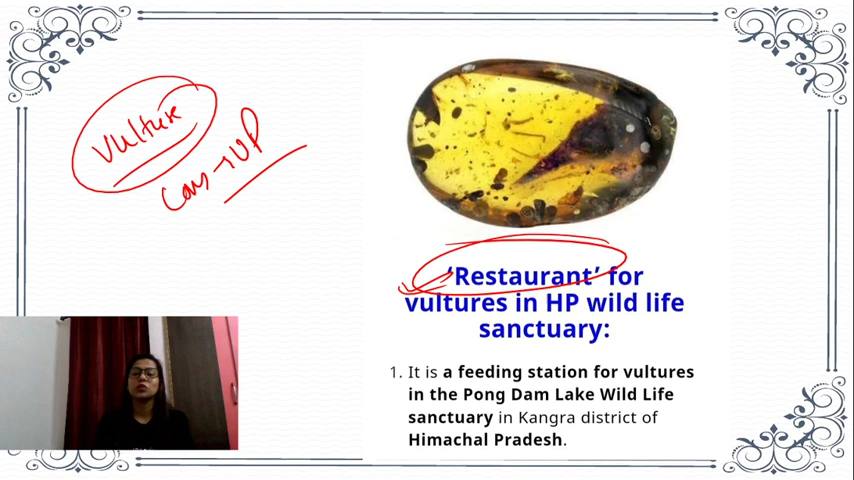 Vulture
Cons → UP
'Restaurant' for
vultures in HP wild life
sanctuary:
1. It is a feeding station for vultures
in the Pong Dam Lake Wild Life
sanctuary in Kangra district of
Himachal Pradesh.